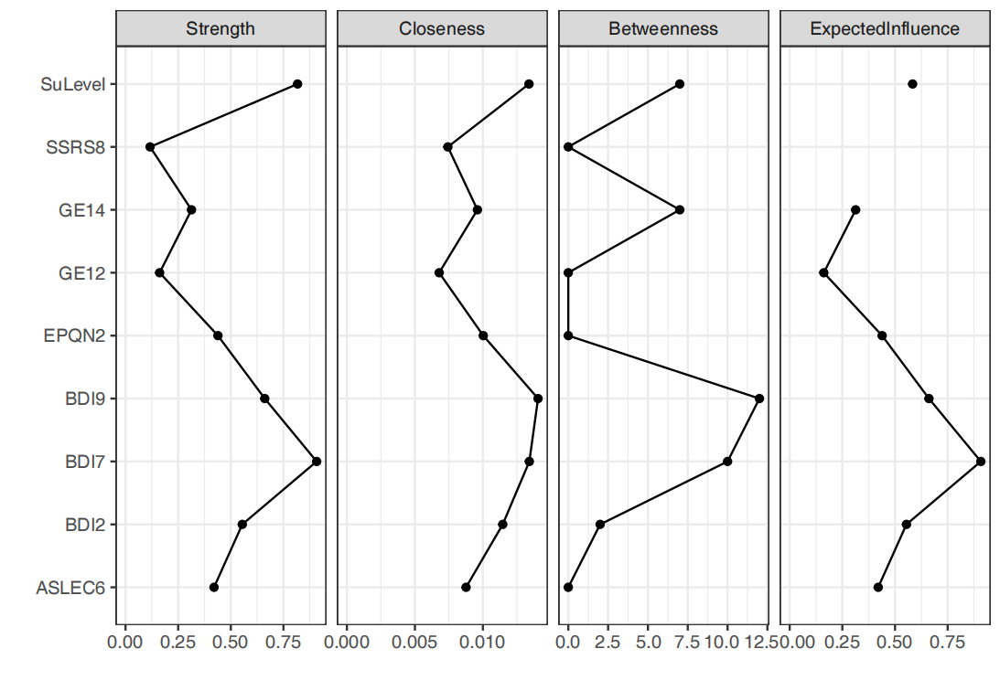 Strength Closeness Betweenness ExpectedInfluence
SuLevel
SSRS8
GE14
GE12
EPQN2
BDI9
BDI7
BDI2
ASLEC6
0.00 0.25 0.50 0.75 0.000 0.005 0.010 0.0 2.5 5.0 7.5 10.0 12.5 0.00 0.25 0.50 0.75